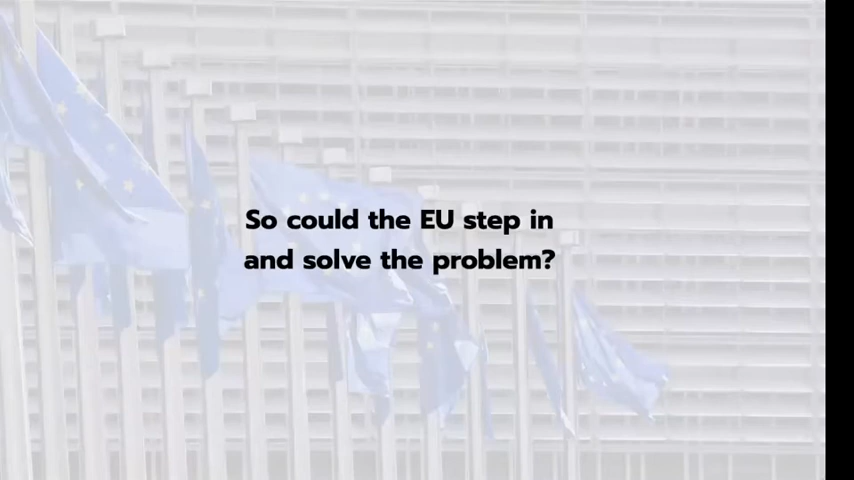 So could the EU step in
and solve the problem?